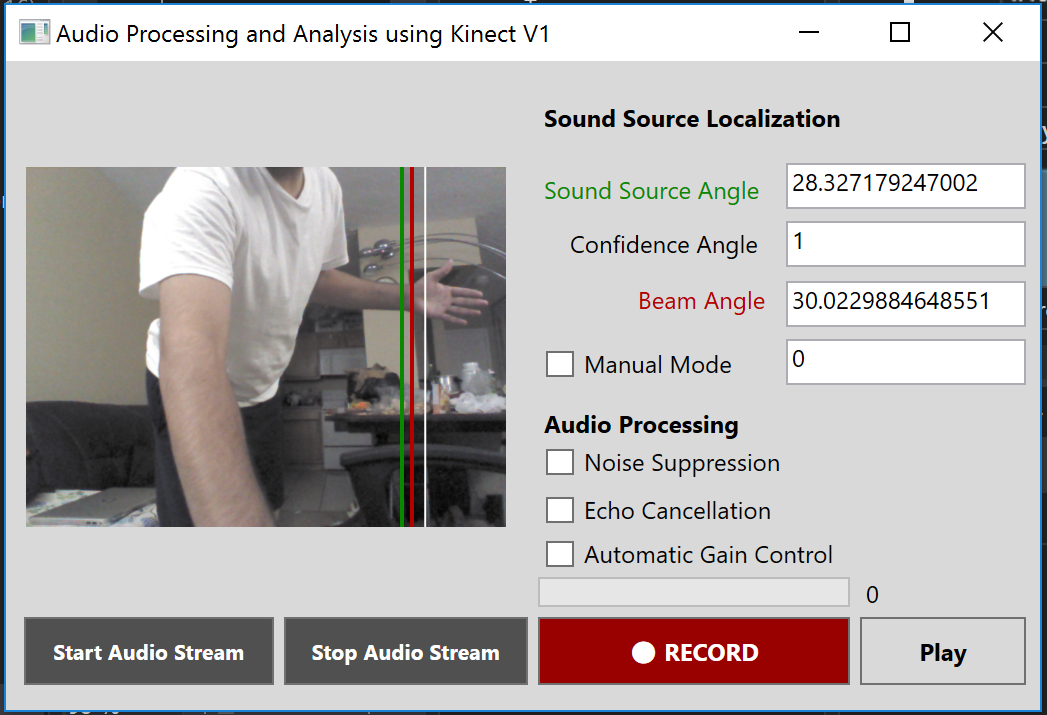 Audio Processing and Analysis using Kinect V1
Sound Source Localization
Sound Source Angle 28.327179247002
Confidence Angle 1
Beam Angle 30.0229884648551
Manual Mode 0
Audio Processing
Noise Suppression
Echo Cancellation
Automatic Gain Control
0
Start Audio Stream Stop Audio Stream RECORD Play